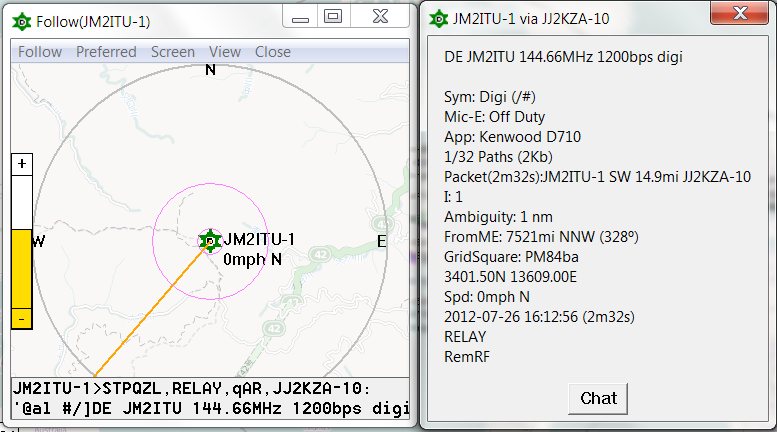 Follow(JM2ITU-1)
Follow Preferred Screen View Close
N
+
W
E
JM2ITU-1
0mph N
42
42
42
-
JM2ITU-1>STPQZL,RELAY,qAR,JJ2KZA-10:
'@al #/]DE JM2ITU 144.66MHz 1200bps digi
JM2ITU-1 via JJ2KZA-10
DE JM2ITU 144.66MHz 1200bps digi
Sym: Digi (/#)
Mic-E: Off Duty
App: Kenwood D710
1/32 Paths (2Kb)
Packet(2m32s):JM2ITU-1 SW 14.9mi JJ2KZA-10
I: 1
Ambiguity: 1 nm
FromME: 7521mi NNW (328º)
GridSquare: PM84ba
3401.50N 13609.00E
Spd: 0mph N
2012-07-26 16:12:56 (2m32s)
RELAY
RemRF
Chat